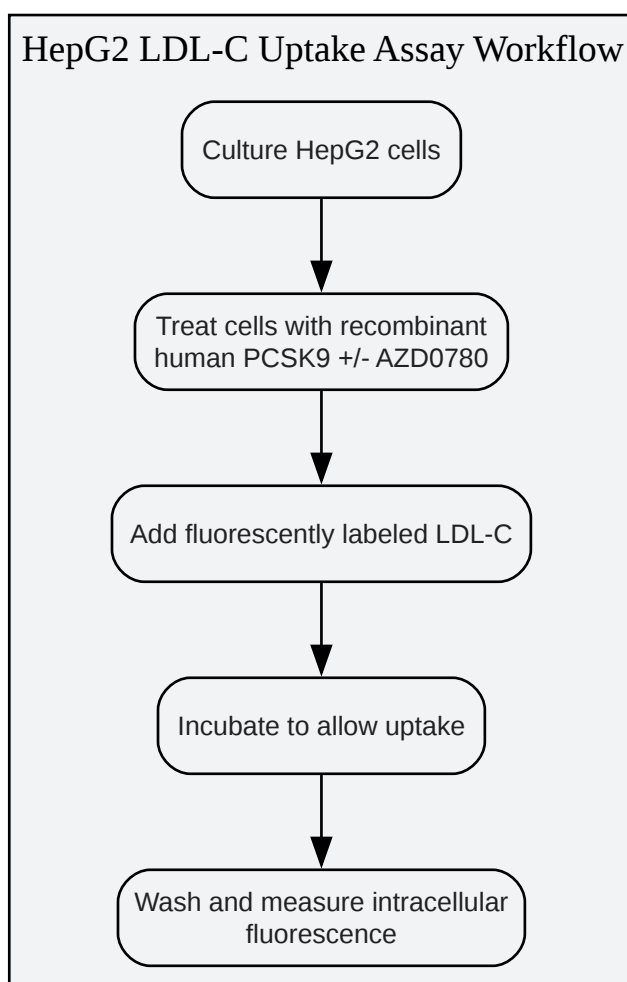 HepG2 LDL-C Uptake Assay Workflow
Culture HepG2 cells
Treat cells with recombinant
human PCSK9 +/- AZD0780
Add fluorescently labeled LDL-C
Incubate to allow uptake
Wash and measure intracellular
fluorescence